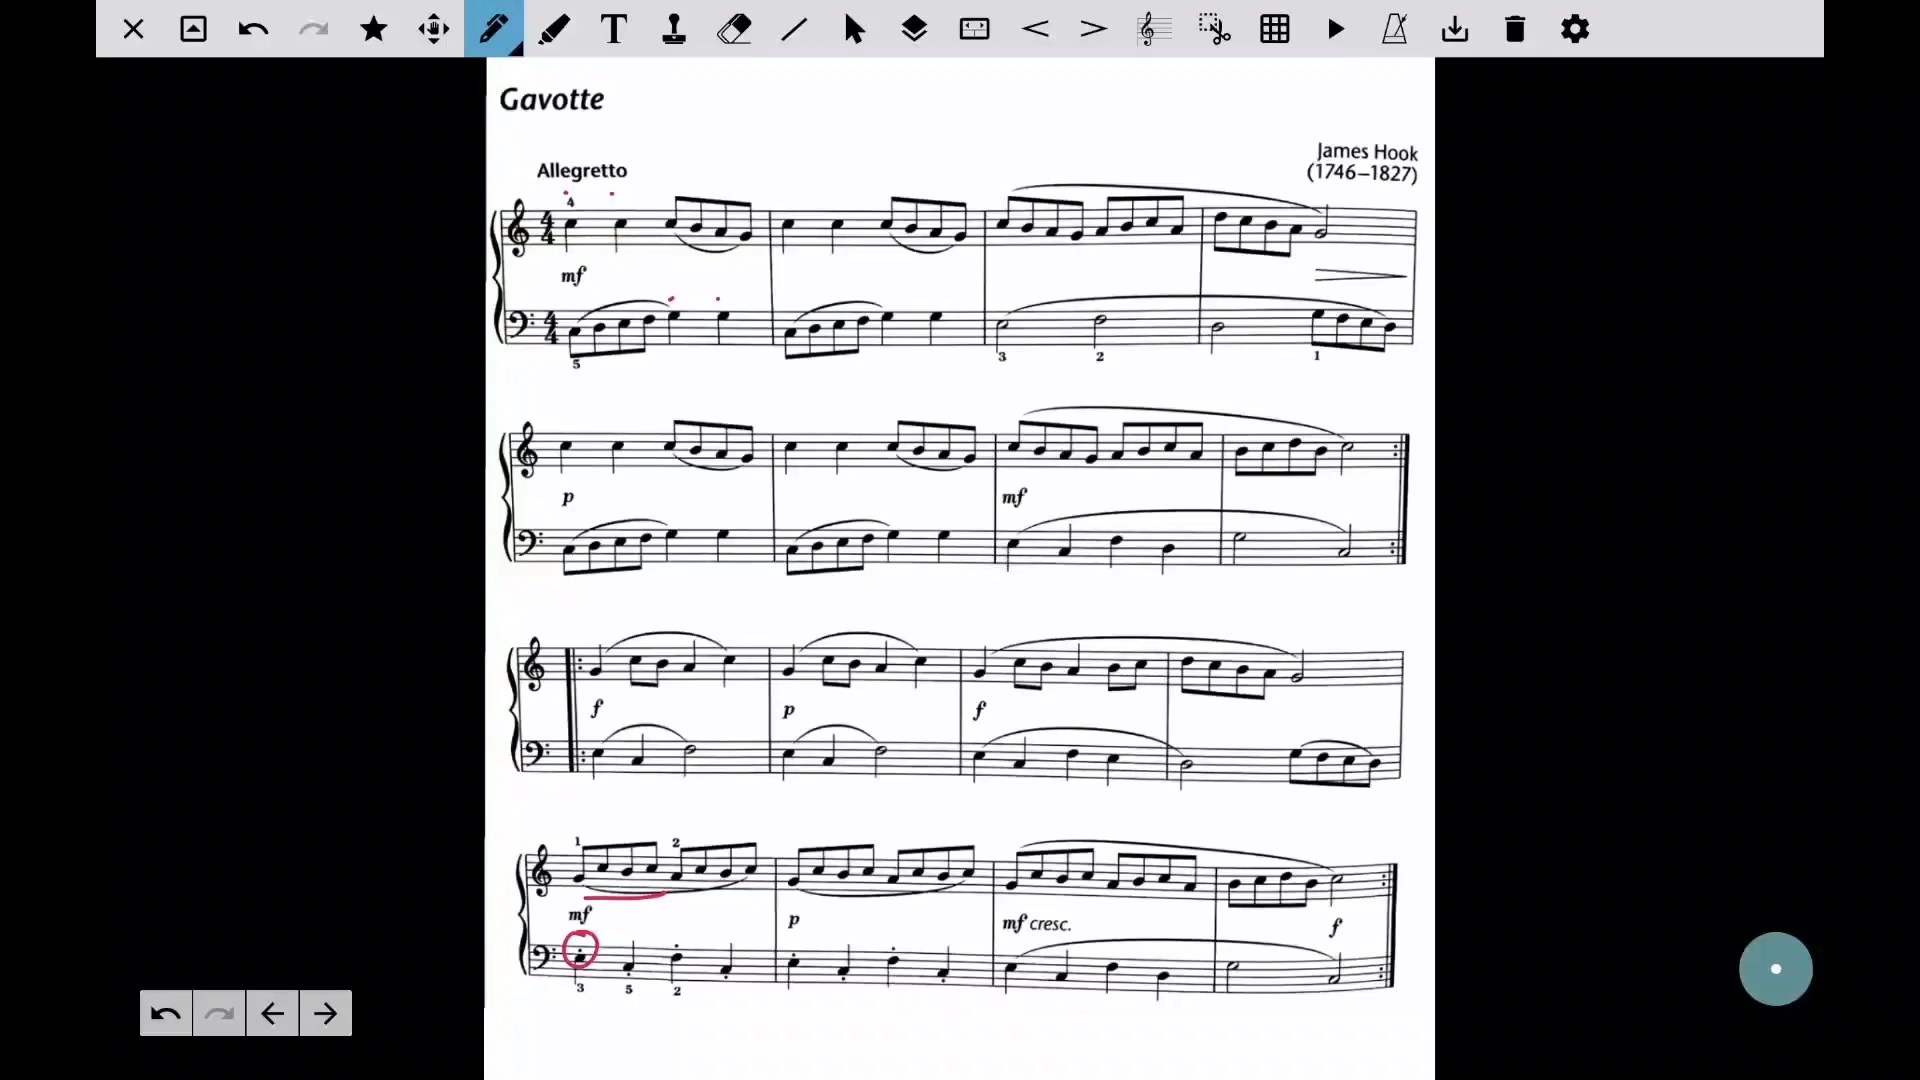 T
Gavotte
James Hook
Allegretto
(1746–1827)
4
mf
5 3 2 1
p mf
f p f
1 2
mf p mf cresc. f
3 5 2